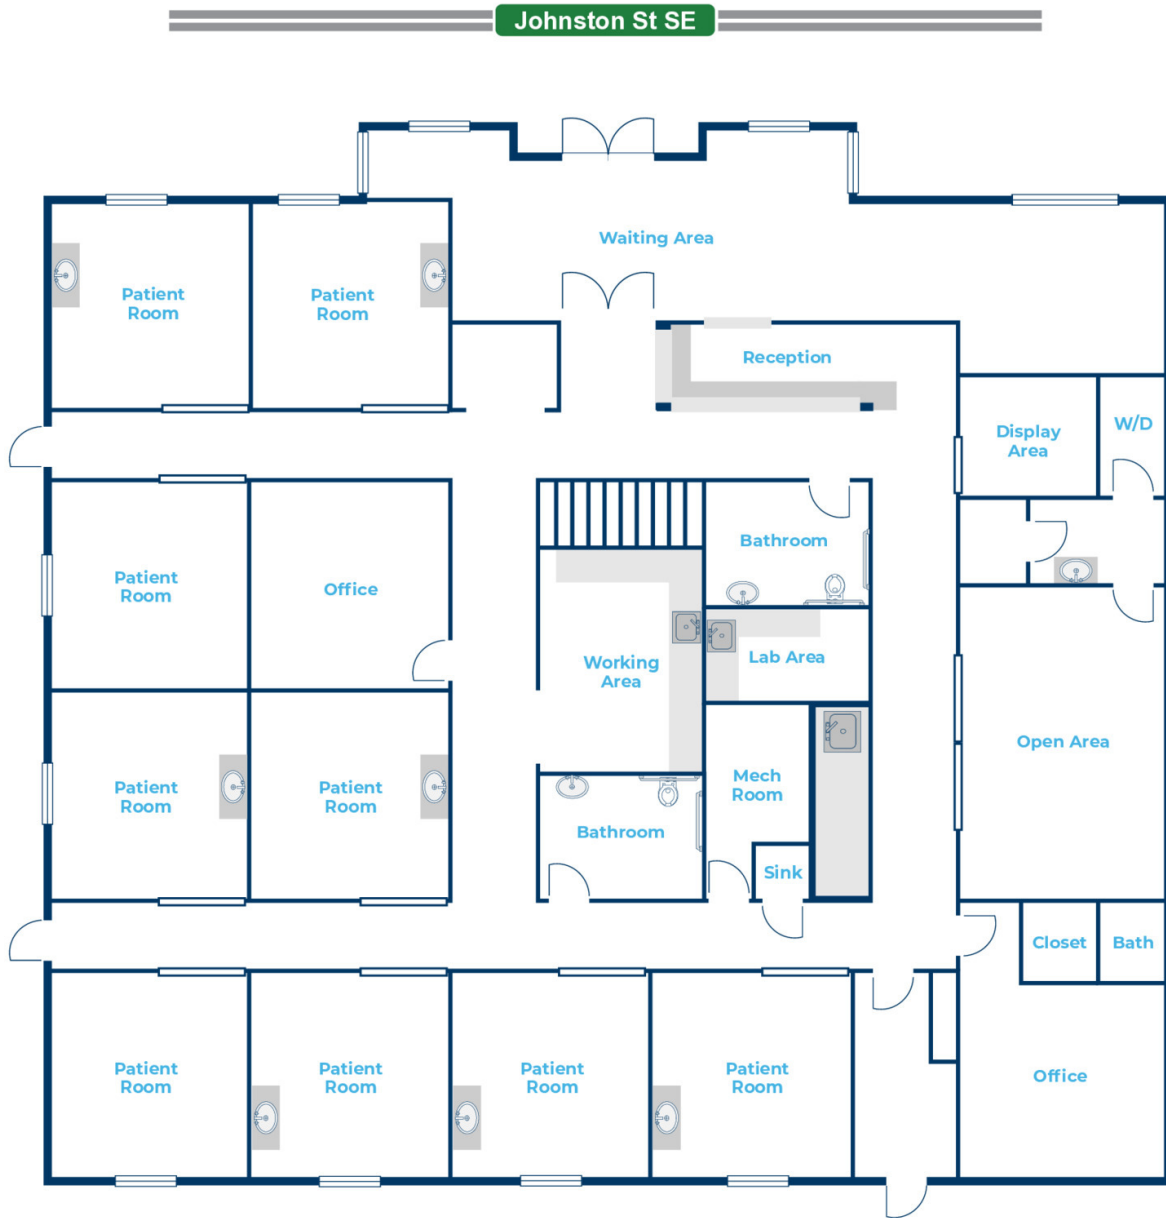 Johnston St SE
Waiting Area
Patient
Room
Patient
Room
Reception
Display
Area
W/D
Patient
Room
Office
Bathroom
Working
Area
Lab Area
Open Area
Patient
Room
Patient
Room
Mech
Room
Bathroom
Sink
Closet
Bath
Patient
Room
Patient
Room
Patient
Room
Patient
Room
Office